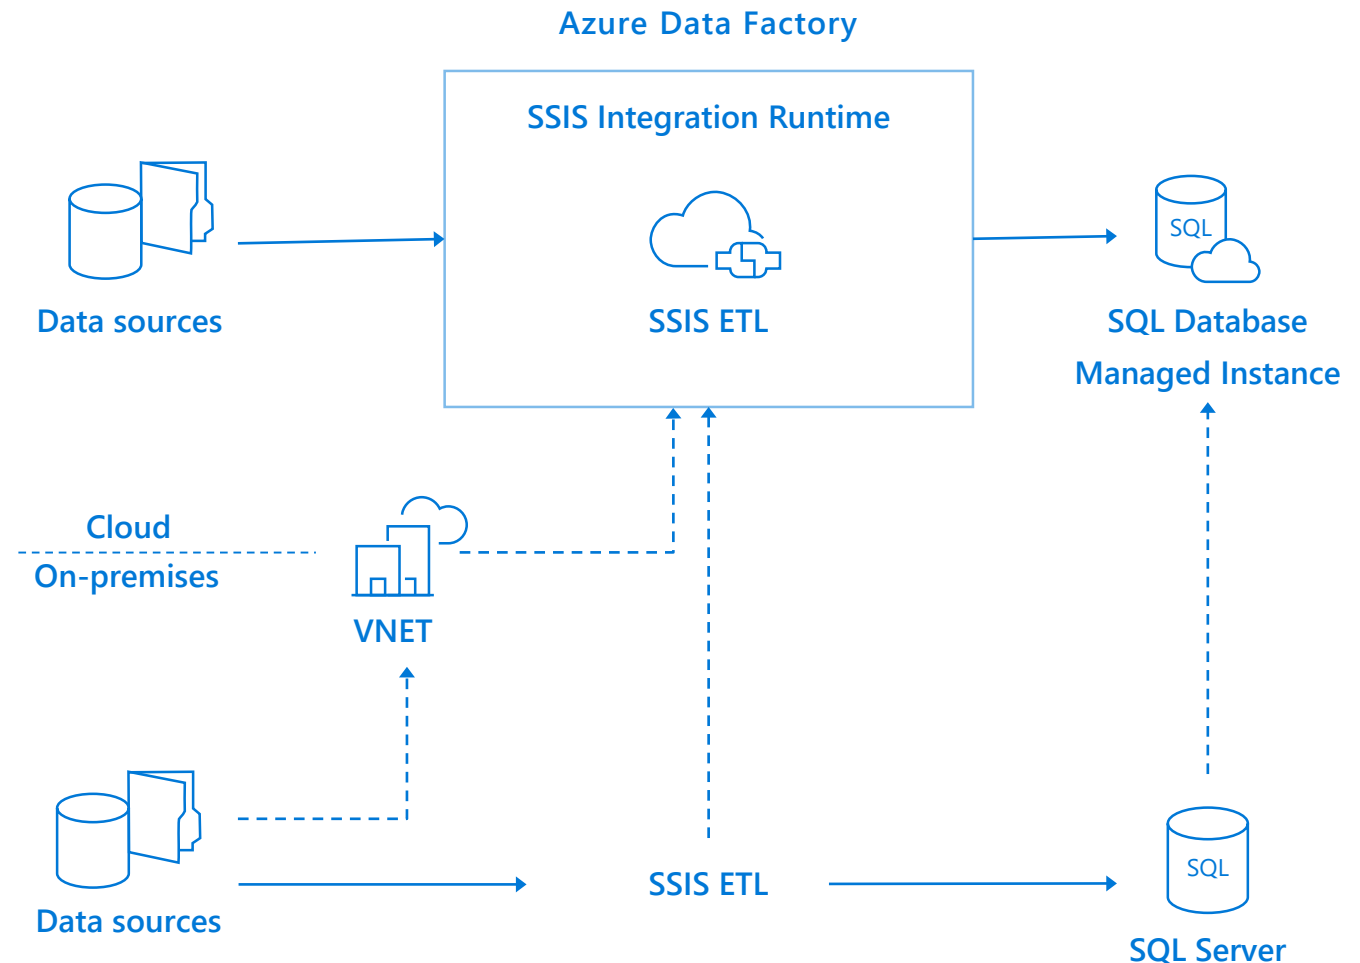 Azure Data Factory
SSIS Integration Runtime
SQL
Data sources
SSIS ETL
SQL Database
Managed Instance
Cloud
On-premises
VNET
SQL
Data sources
SSIS ETL
SQL Server